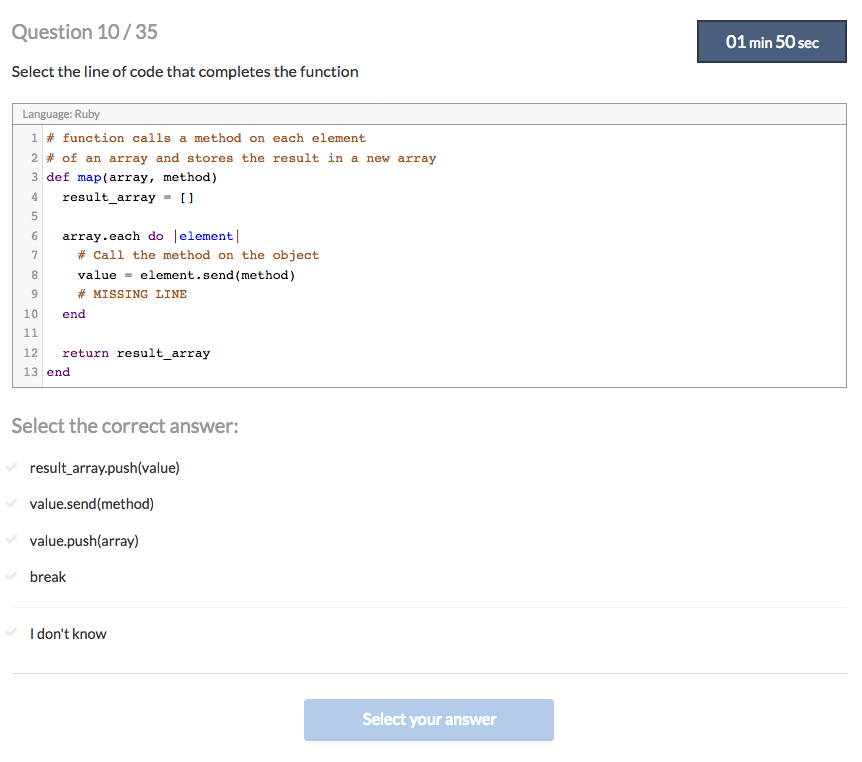 Question 10 / 35
01 min 50 sec
Select the line of code that completes the function
Language: Ruby
1 # function calls a method on each element
2 # of an array and stores the result in a new array
3 def map(array, method)
4   result_array = []
5
6   array.each do |element|
7     # Call the method on the object
8     value = element.send(method)
9     # MISSING LINE
10   end
11
12   return result_array
13 end
Select the correct answer:
result_array.push(value)
value.send(method)
value.push(array)
break
I don't know
Select your answer